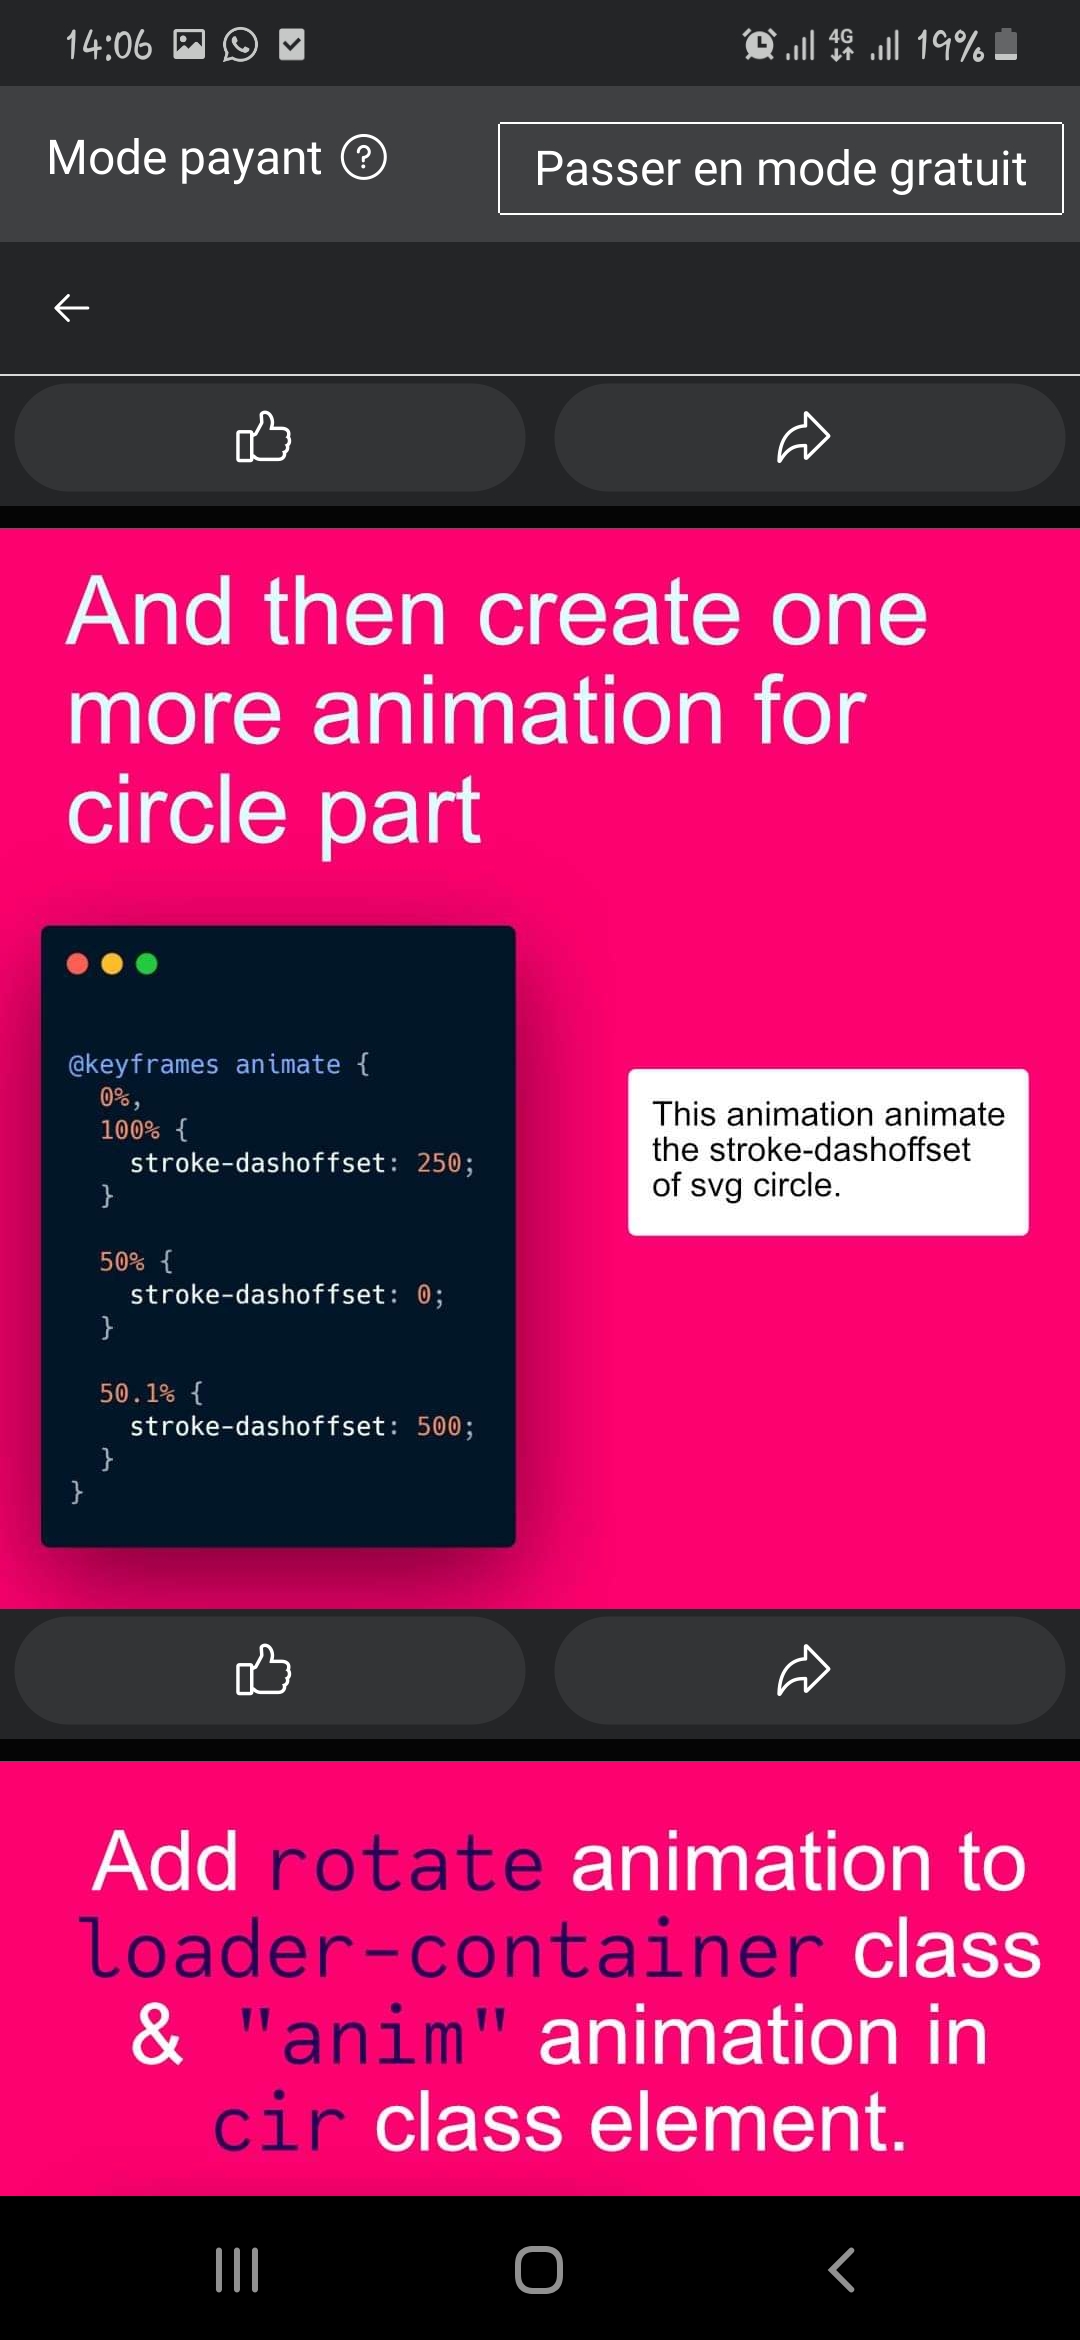 14:06
4G
19%
Mode payant ?
Passer en mode gratuit
And then create one
more animation for
circle part
@keyframes animate {
0%,
100% {
stroke-dashoffset: 250;
}
50% {
stroke-dashoffset: 0;
}
50.1% {
stroke-dashoffset: 500;
}
}
This animation animate
the stroke-dashoffset
of svg circle.
Add rotate animation to
loader-container class
& "anim" animation in
cir class element.